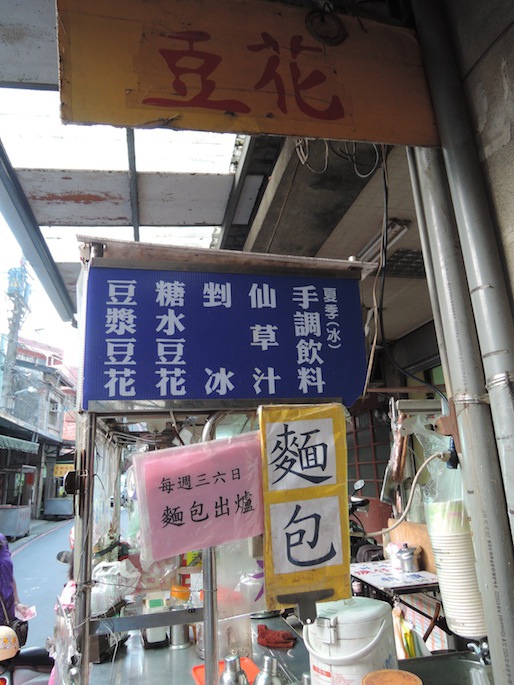 豆花
夏季(冰)
手調飲料
仙草汁
剉冰
糖水豆花
豆漿豆花
每週三六日
麵包出爐
麵包